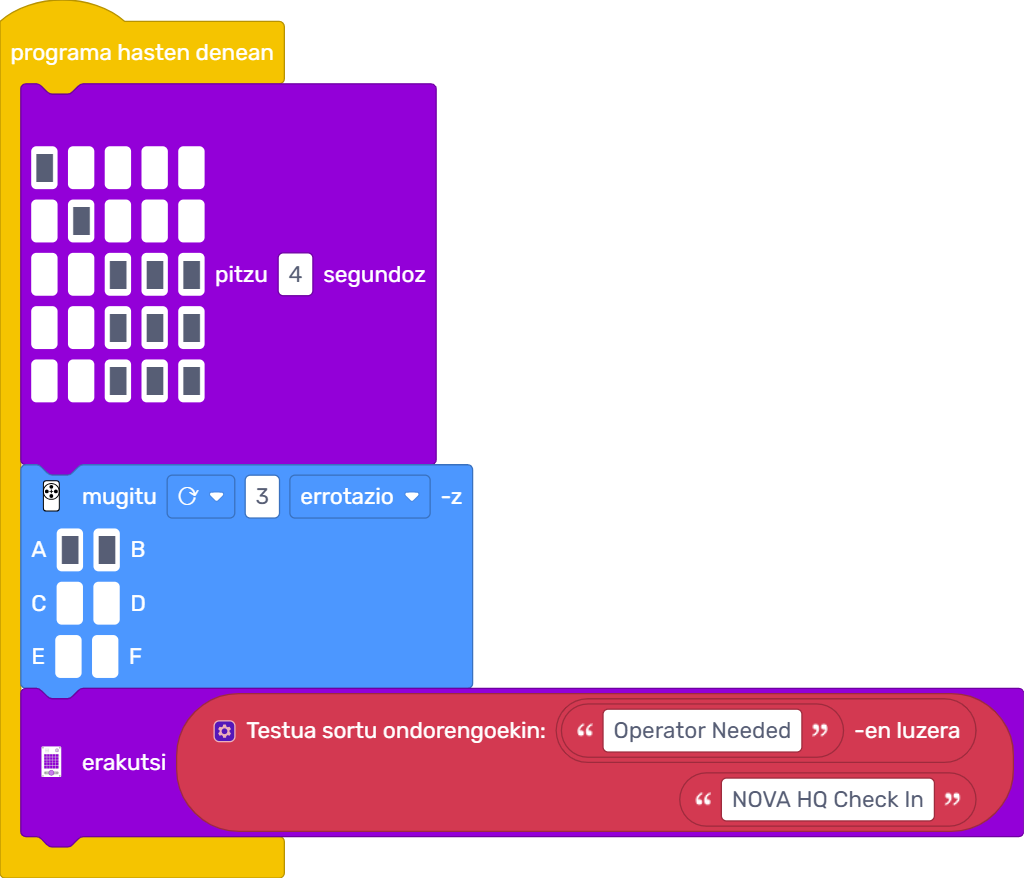 programa hasten denean
pitzu 4 segundoz
mugitu 3 errotazio -z
A B
C D
E F
Testua sortu ondorengoekin: “ Operator Needed ” -en luzera
erakutsi
“ NOVA HQ Check In ”